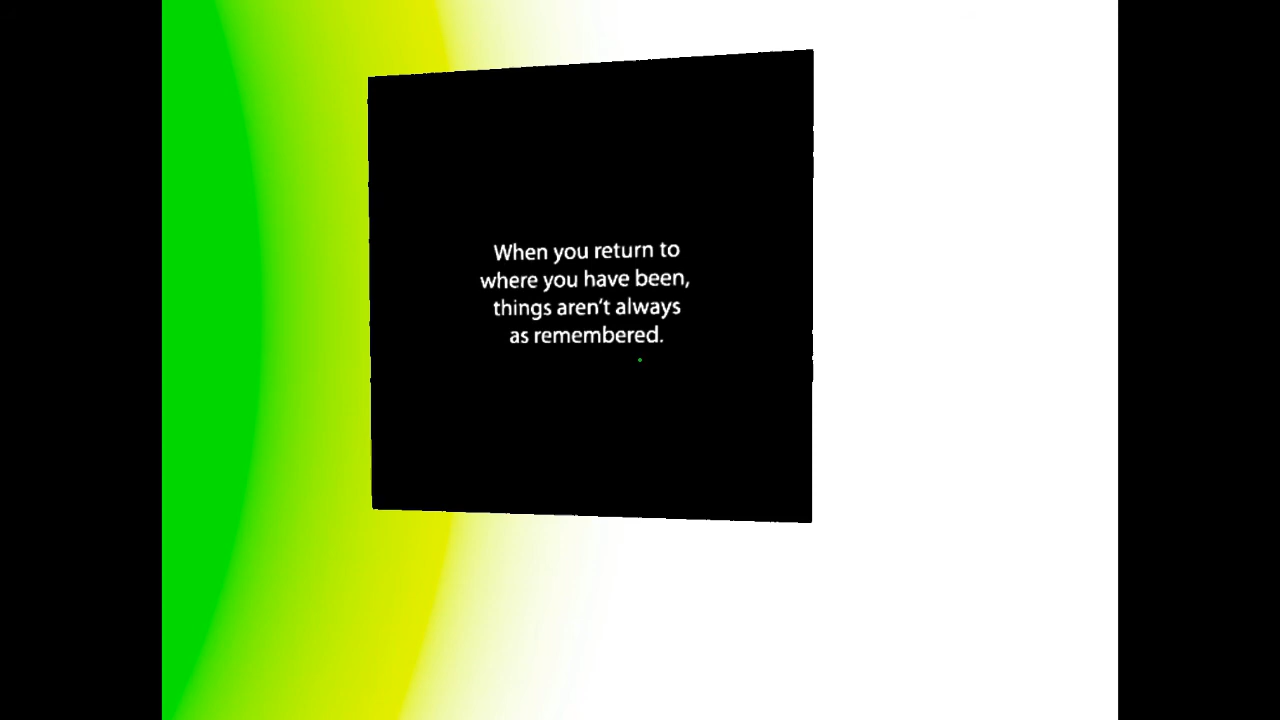 When you return to
where you have been,
things aren't always
as remembered.